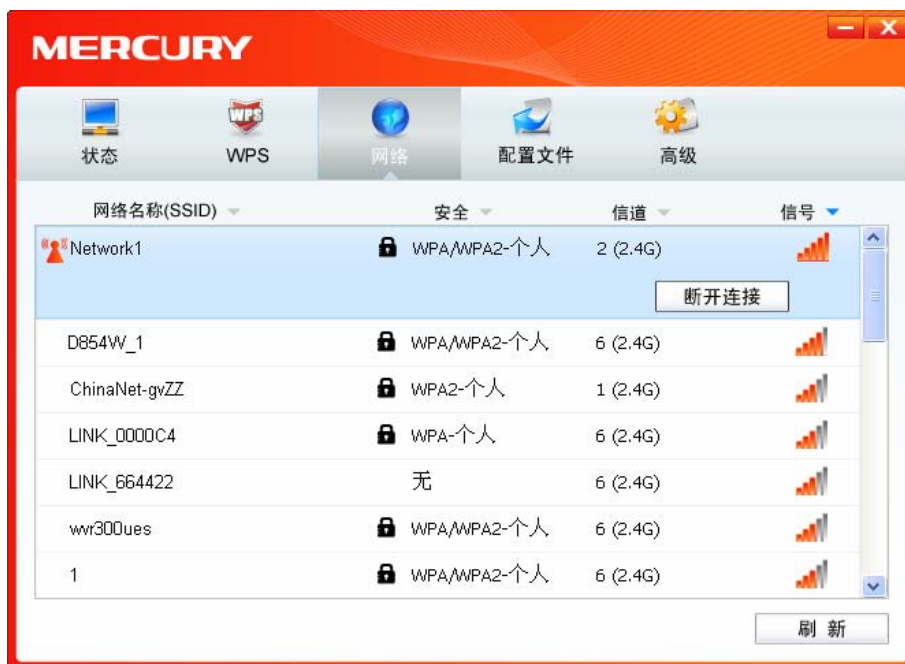 MERCURY
状态 WPS 网络 配置文件 高级
网络名称(SSID) 安全 信道 信号
Network1 WPA/WPA2-个人 2 (2.4G)
断开连接
D854W_1 WPA/WPA2-个人 6 (2.4G)
ChinaNet-gvZZ WPA2-个人 1 (2.4G)
LINK_0000C4 WPA-个人 6 (2.4G)
LINK_664422 无 6 (2.4G)
wvr300ues WPA/WPA2-个人 6 (2.4G)
1 WPA/WPA2-个人 6 (2.4G)
刷 新